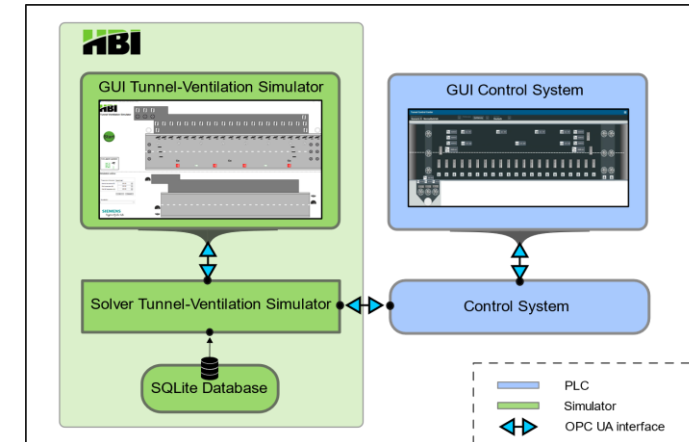 HBI
GUI Tunnel-Ventilation Simulator
GUI Control System
Solver Tunnel-Ventilation Simulator
Control System
SQLite Database
PLC
Simulator
OPC UA interface